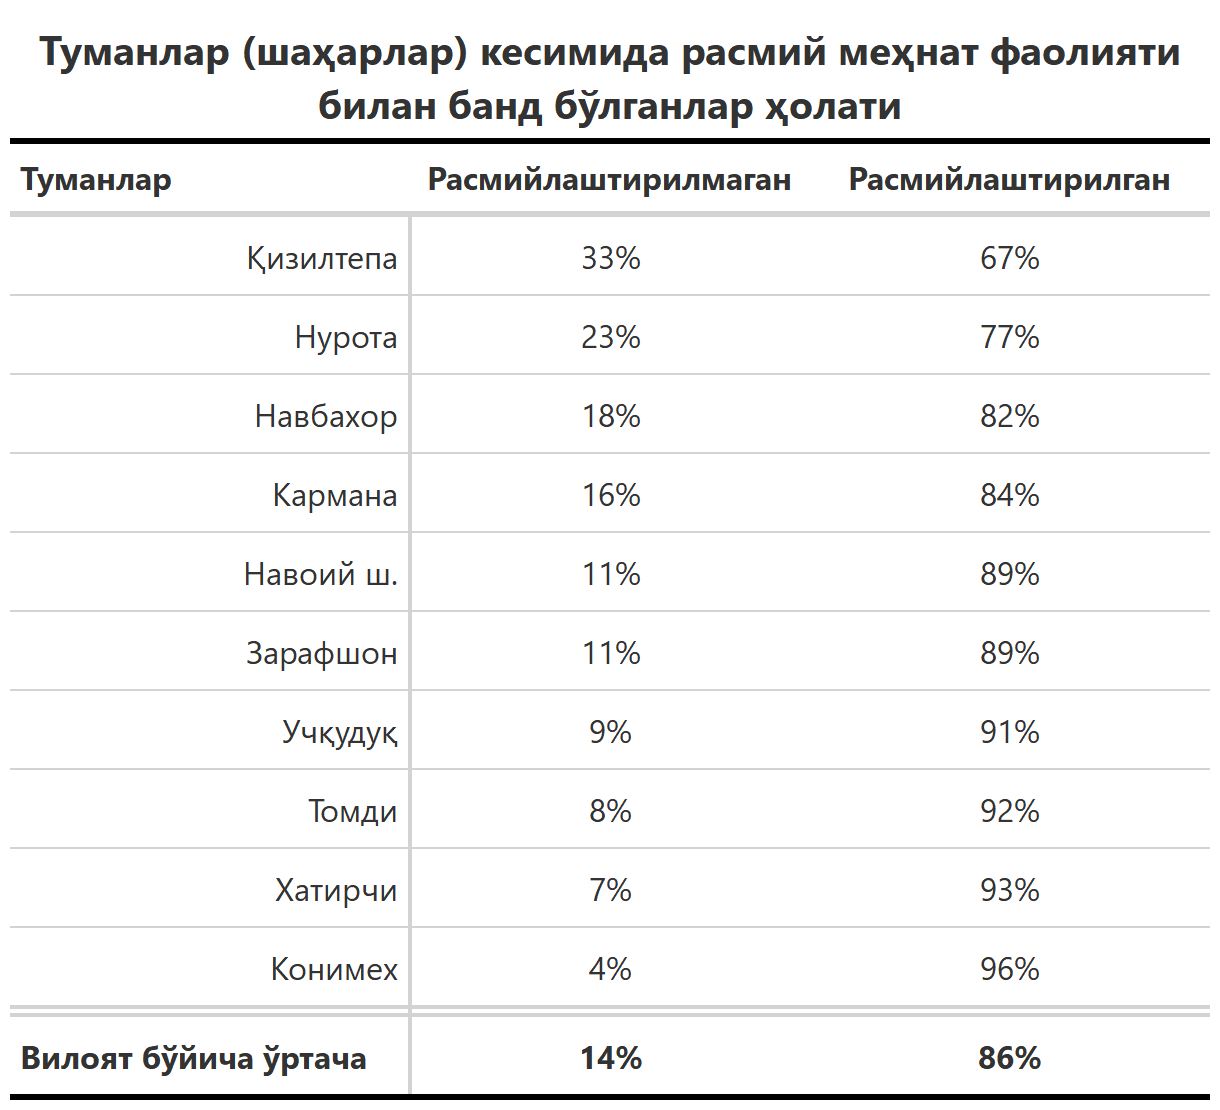 Туманлар (шаҳарлар) кесимида расмий меҳнат фаолияти
билан банд бўлганлар ҳолати
Туманлар Расмийлаштирилмаган Расмийлаштирилган
Қизилтепа 33% 67%
Нурота 23% 77%
Навбахор 18% 82%
Кармана 16% 84%
Навоий ш. 11% 89%
Зарафшон 11% 89%
Учқудуқ 9% 91%
Томди 8% 92%
Хатирчи 7% 93%
Конимех 4% 96%
Вилоят бўйича ўртача 14% 86%